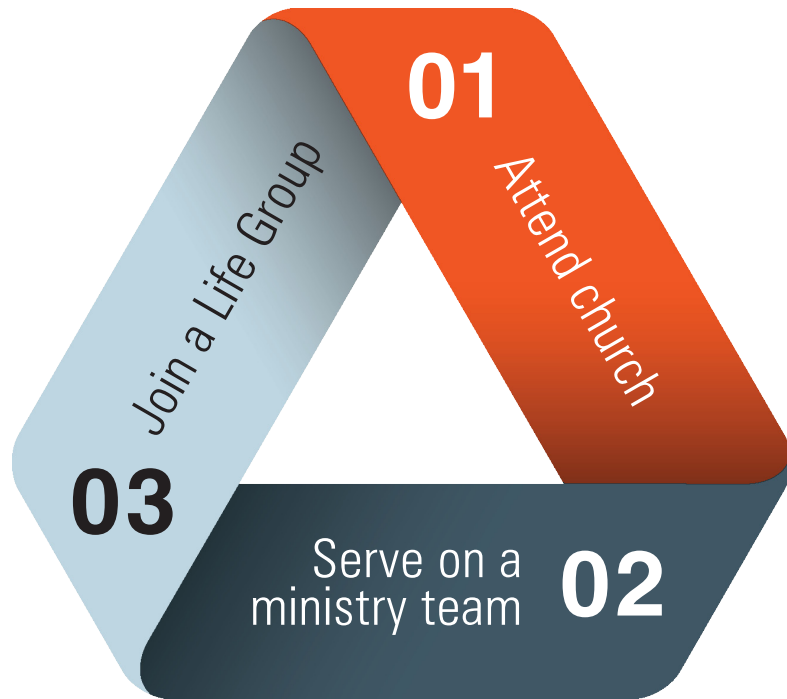 01
Attend church
Serve on a
ministry team
02
Join a Life Group
03